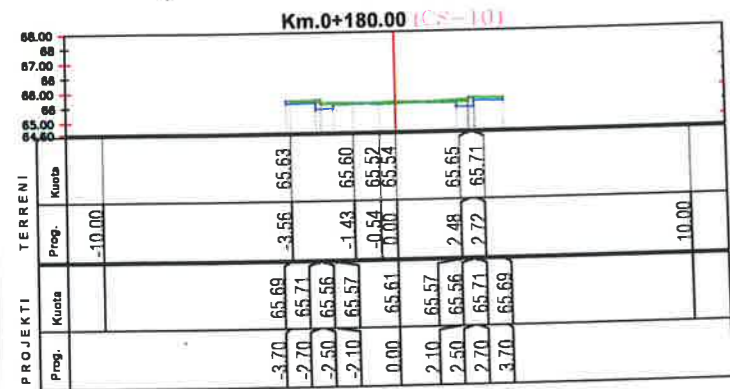 Km.0+180.00 (CS-10)
68.00
68
67.00
66
66.00
66
65.00
64.60
TERRENI
Kuota
65.63 65.60 65.52 65.54 65.65 65.71
Prog.
-10.00 -3.56 -1.43 -0.54 0.00 2.48 2.72 10.00
PROJEKTI
Kuota
65.69 65.71 65.56 65.57 65.61 65.57 65.56 65.71 65.69
Prog.
-3.70 -2.70 -2.50 -2.10 0.00 2.10 2.50 2.70 3.70